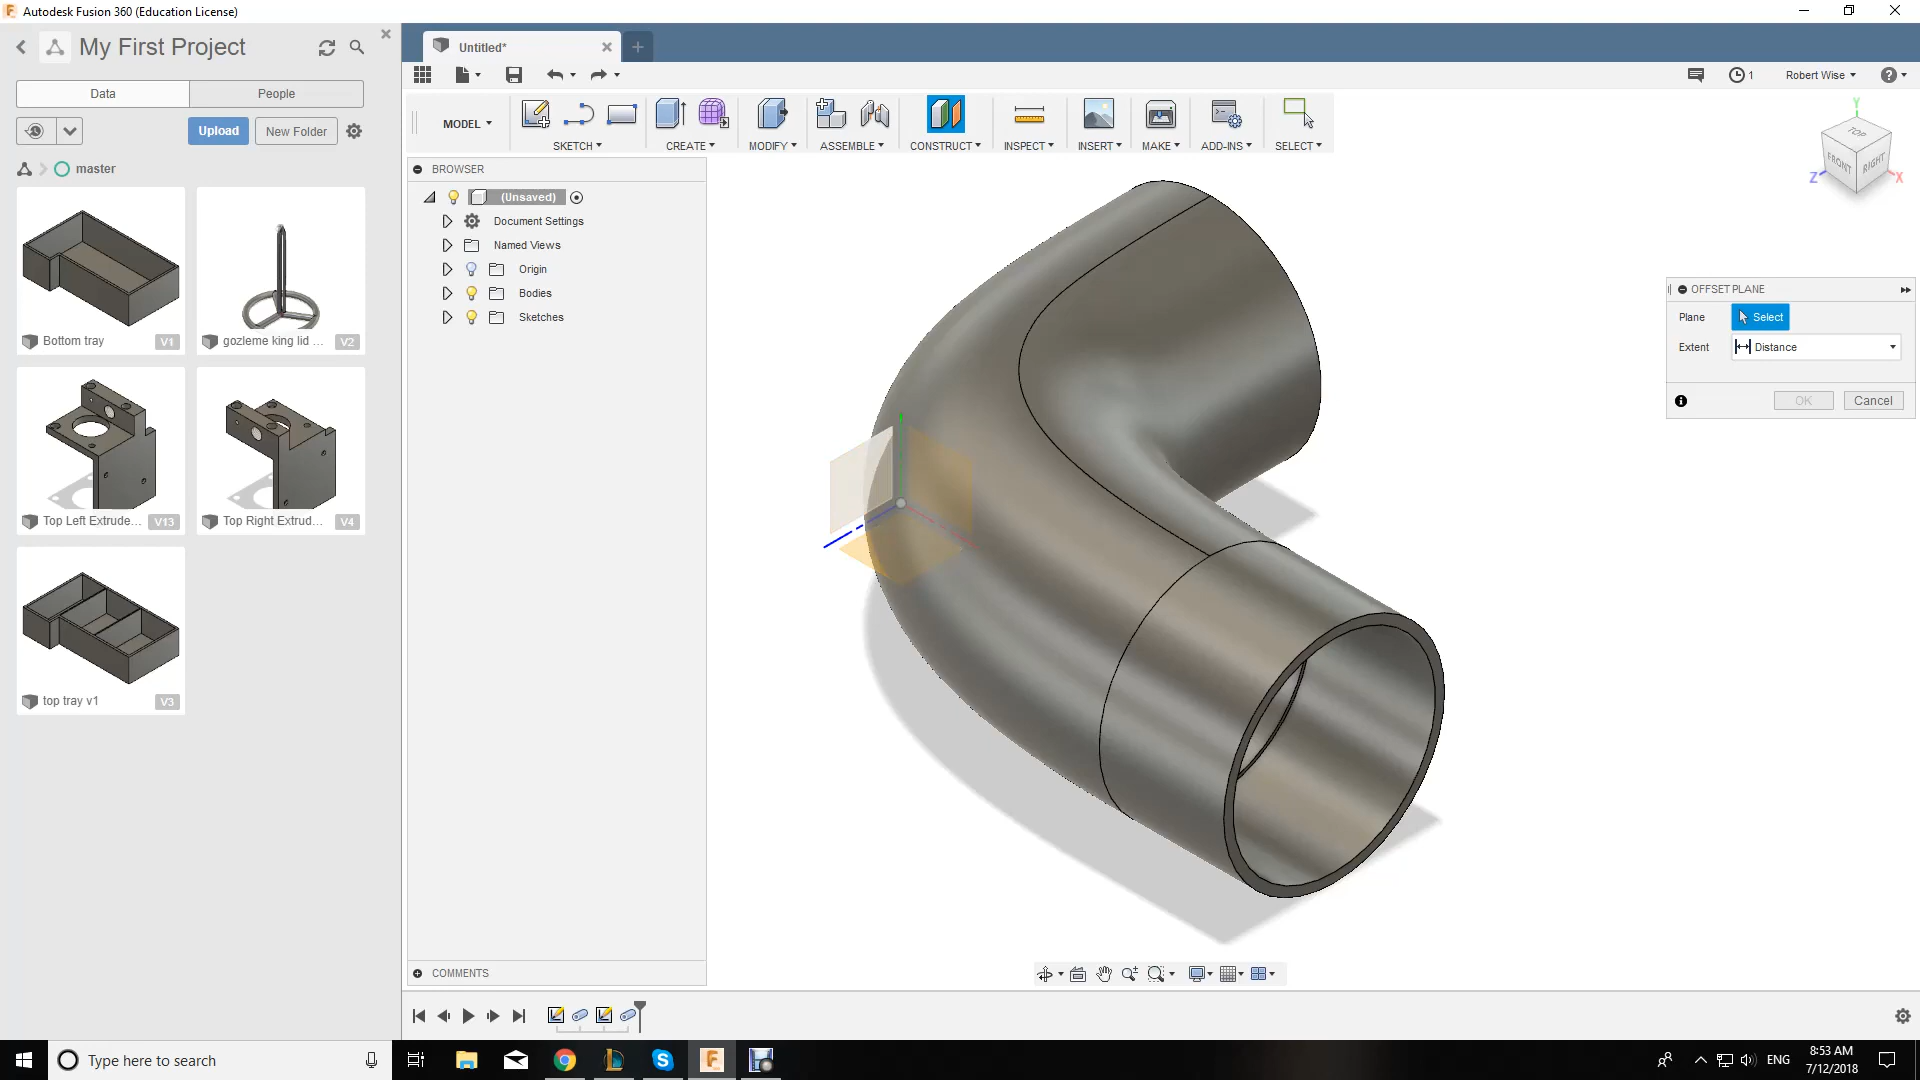 Autodesk Fusion 360 (Education License)
My First Project
Data
People
Upload
New Folder
master
Bottom tray
V1
gozleme king lid ...
V2
Top Left Extrude...
V13
Top Right Extrud...
V4
top tray v1
V3
Untitled*
1
Robert Wise
MODEL
SKETCH
CREATE
MODIFY
ASSEMBLE
CONSTRUCT
INSPECT
INSERT
MAKE
ADD-INS
SELECT
BROWSER
(Unsaved)
Document Settings
Named Views
Origin
Bodies
Sketches
COMMENTS
Y
TOP
FRONT
RIGHT
Z
X
OFFSET PLANE
Plane
Select
Extent
Distance
OK
Cancel
Type here to search
ENG
8:53 AM
7/12/2018